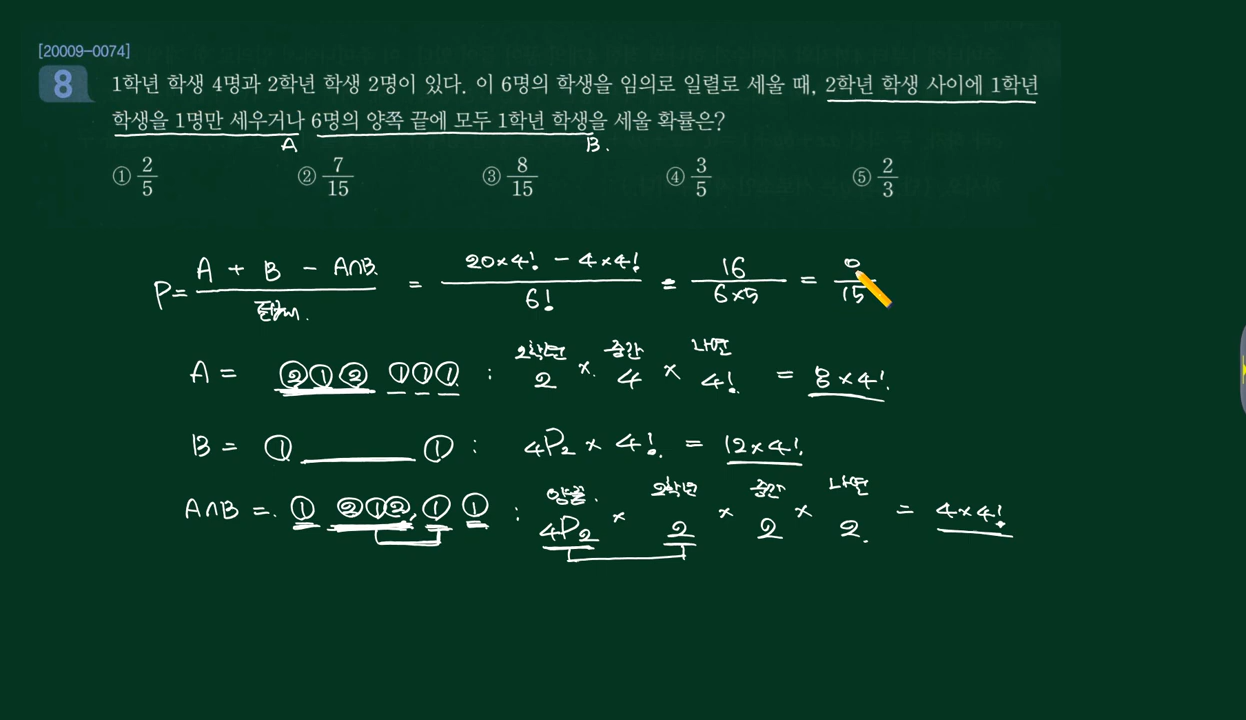 [20009-0074]
8 1학년 학생 4명과 2학년 학생 2명이 있다. 이 6명의 학생을 임의로 일렬로 세울 때, 2학년 학생 사이에 1학년
학생을 1명만 세우거나 6명의 양쪽 끝에 모두 1학년 학생을 세울 확률은?
A B.
① 2/5 ② 7/15 ③ 8/15 ④ 3/5 ⑤ 2/3
P = (A + B - A∩B) / = (20×4! - 4×4!) / 6! = 16 / (6×5) = / 15
2학년 중간 나면
A = ②①② ①①① : 2 × 4 × 4! = 8×4!
B = ① ① : 4P2 × 4! = 12×4!
양끝 2학년 중간 나면
A∩B = ① ②①②, ① ① : 4P2 × 2 × 2 × 2 = 4×4!